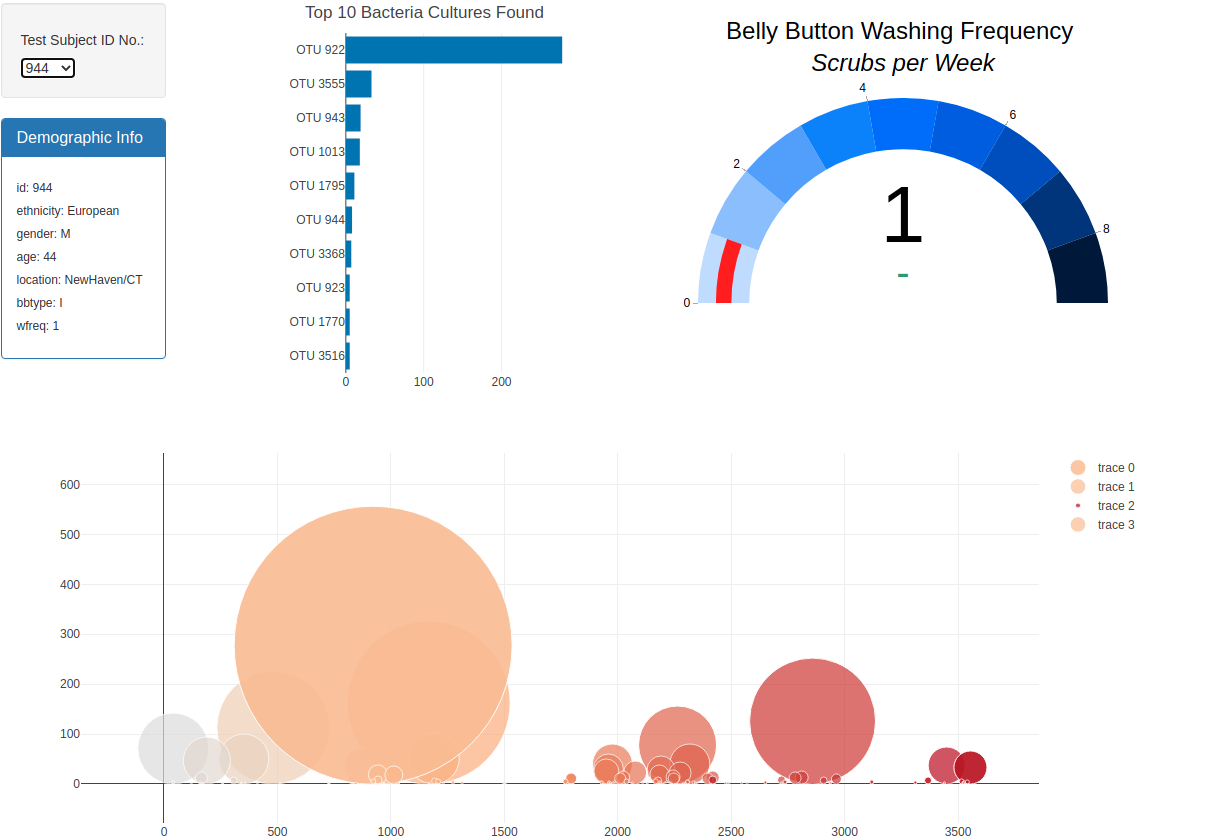 Test Subject ID No.:
944
Demographic Info
id: 944
ethnicity: European
gender: M
age: 44
location: NewHaven/CT
bbtype: I
wfreq: 1
Top 10 Bacteria Cultures Found
OTU 922
OTU 3555
OTU 943
OTU 1013
OTU 1795
OTU 944
OTU 3368
OTU 923
OTU 1770
OTU 3516
0 100 200
Belly Button Washing Frequency
Scrubs per Week
4
6
2
8
0
1
-
600
500
400
300
200
100
0
0 500 1000 1500 2000 2500 3000 3500
trace 0
trace 1
trace 2
trace 3